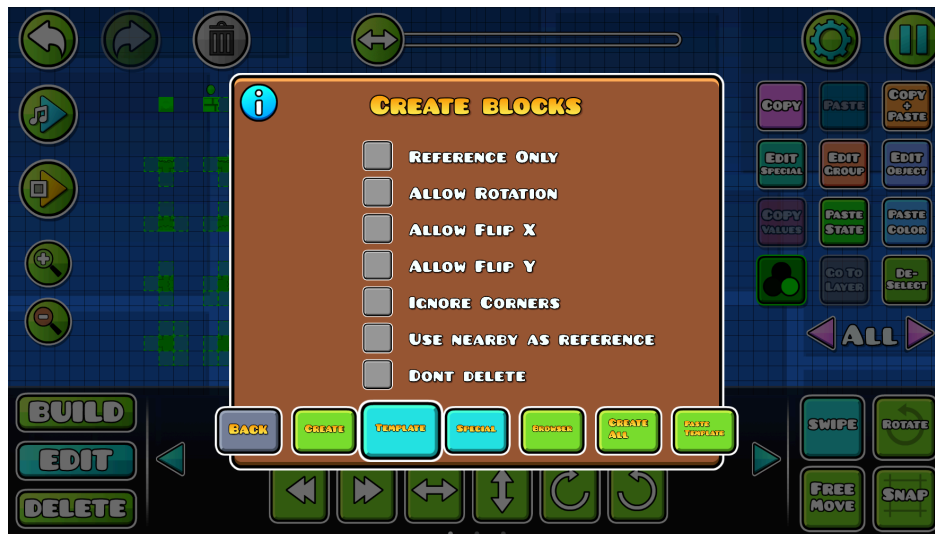 CREATE BLOCKS
REFERENCE ONLY
ALLOW ROTATION
ALLOW FLIP X
ALLOW FLIP Y
IGNORE CORNERS
USE NEARBY AS REFERENCE
DONT DELETE
BACK
CREATE
TEMPLATE
SPECIAL
BROWSER
CREATE
ALL
PASTE
TEMPLATE
COPY
PASTE
COPY
+
PASTE
EDIT
SPECIAL
EDIT
GROUP
EDIT
OBJECT
COPY
VALUES
PASTE
STATE
PASTE
COLOR
GO TO
LAYER
DE-
SELECT
ALL
BUILD
EDIT
DELETE
SWIPE
ROTATE
FREE
MOVE
SNAP